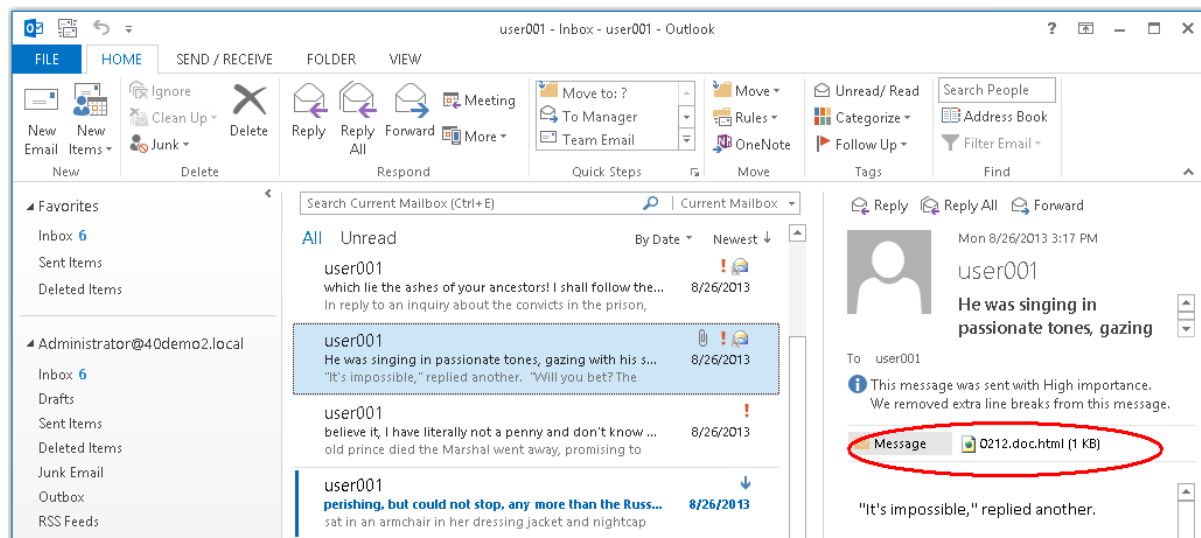 user001 - Inbox - user001 - Outlook
FILE HOME SEND / RECEIVE FOLDER VIEW
New Email
New Items
Ignore
Clean Up
Junk
Delete
Reply
Reply All
Forward
Meeting
More
Move to: ?
To Manager
Team Email
Move
Rules
OneNote
Unread/ Read
Categorize
Follow Up
Search People
Address Book
Filter Email
New Delete Respond Quick Steps Move Tags Find
Favorites
Inbox 6
Sent Items
Deleted Items
Administrator@40demo2.local
Inbox 6
Drafts
Sent Items
Deleted Items
Junk Email
Outbox
RSS Feeds
Search Current Mailbox (Ctrl+E) Current Mailbox
All Unread By Date Newest
user001
which lie the ashes of your ancestors! I shall follow the... 8/26/2013
In reply to an inquiry about the convicts in the prison,
user001
He was singing in passionate tones, gazing with his s... 8/26/2013
"It's impossible," replied another. "Will you bet? The
user001
believe it, I have literally not a penny and don't know ... 8/26/2013
old prince died the Marshal went away, promising to
user001
perishing, but could not stop, any more than the Russ... 8/26/2013
sat in an armchair in her dressing jacket and nightcap
Reply Reply All Forward
Mon 8/26/2013 3:17 PM
user001
He was singing in
passionate tones, gazing
To user001
This message was sent with High importance.
We removed extra line breaks from this message.
Message 0212.doc.html (1 KB)
"It's impossible," replied another.